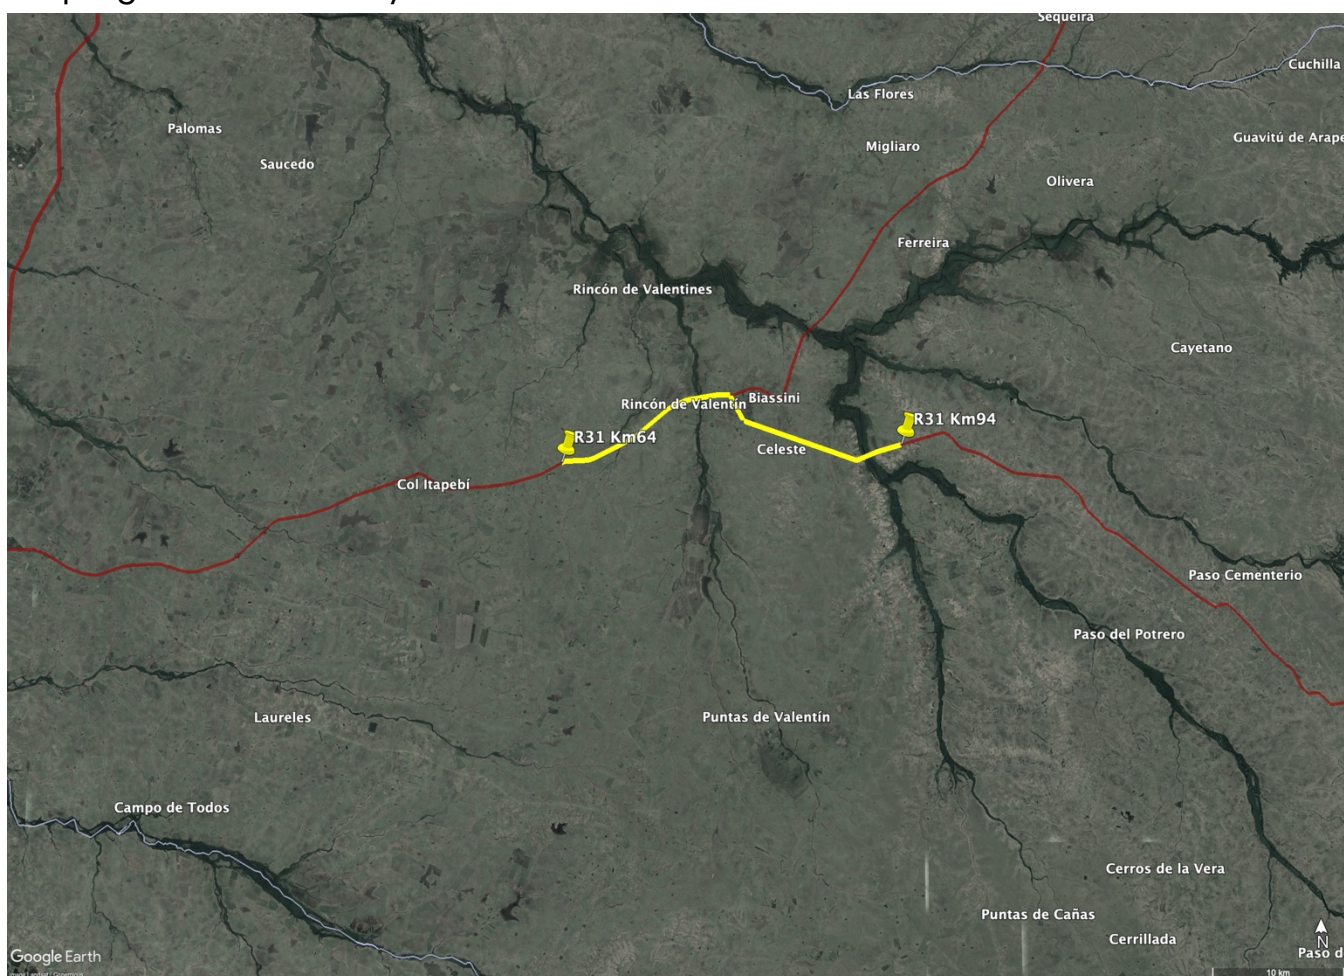 Sequeira
Cuchilla
Las Flores
Palomas
Guavitú de Arape
Migliaro
Saucedo
Olivera
Ferreira
Rincón de Valentines
Cayetano
Biassini
Rincón de Valentín
R31 Km94
R31 Km64
Celeste
Col Itapebí
Paso Cementerio
Paso del Potrero
Laureles
Puntas de Valentín
Campo de Todos
Cerros de la Vera
Puntas de Cañas
Cerrillada
N
Paso d
Google Earth
10 km